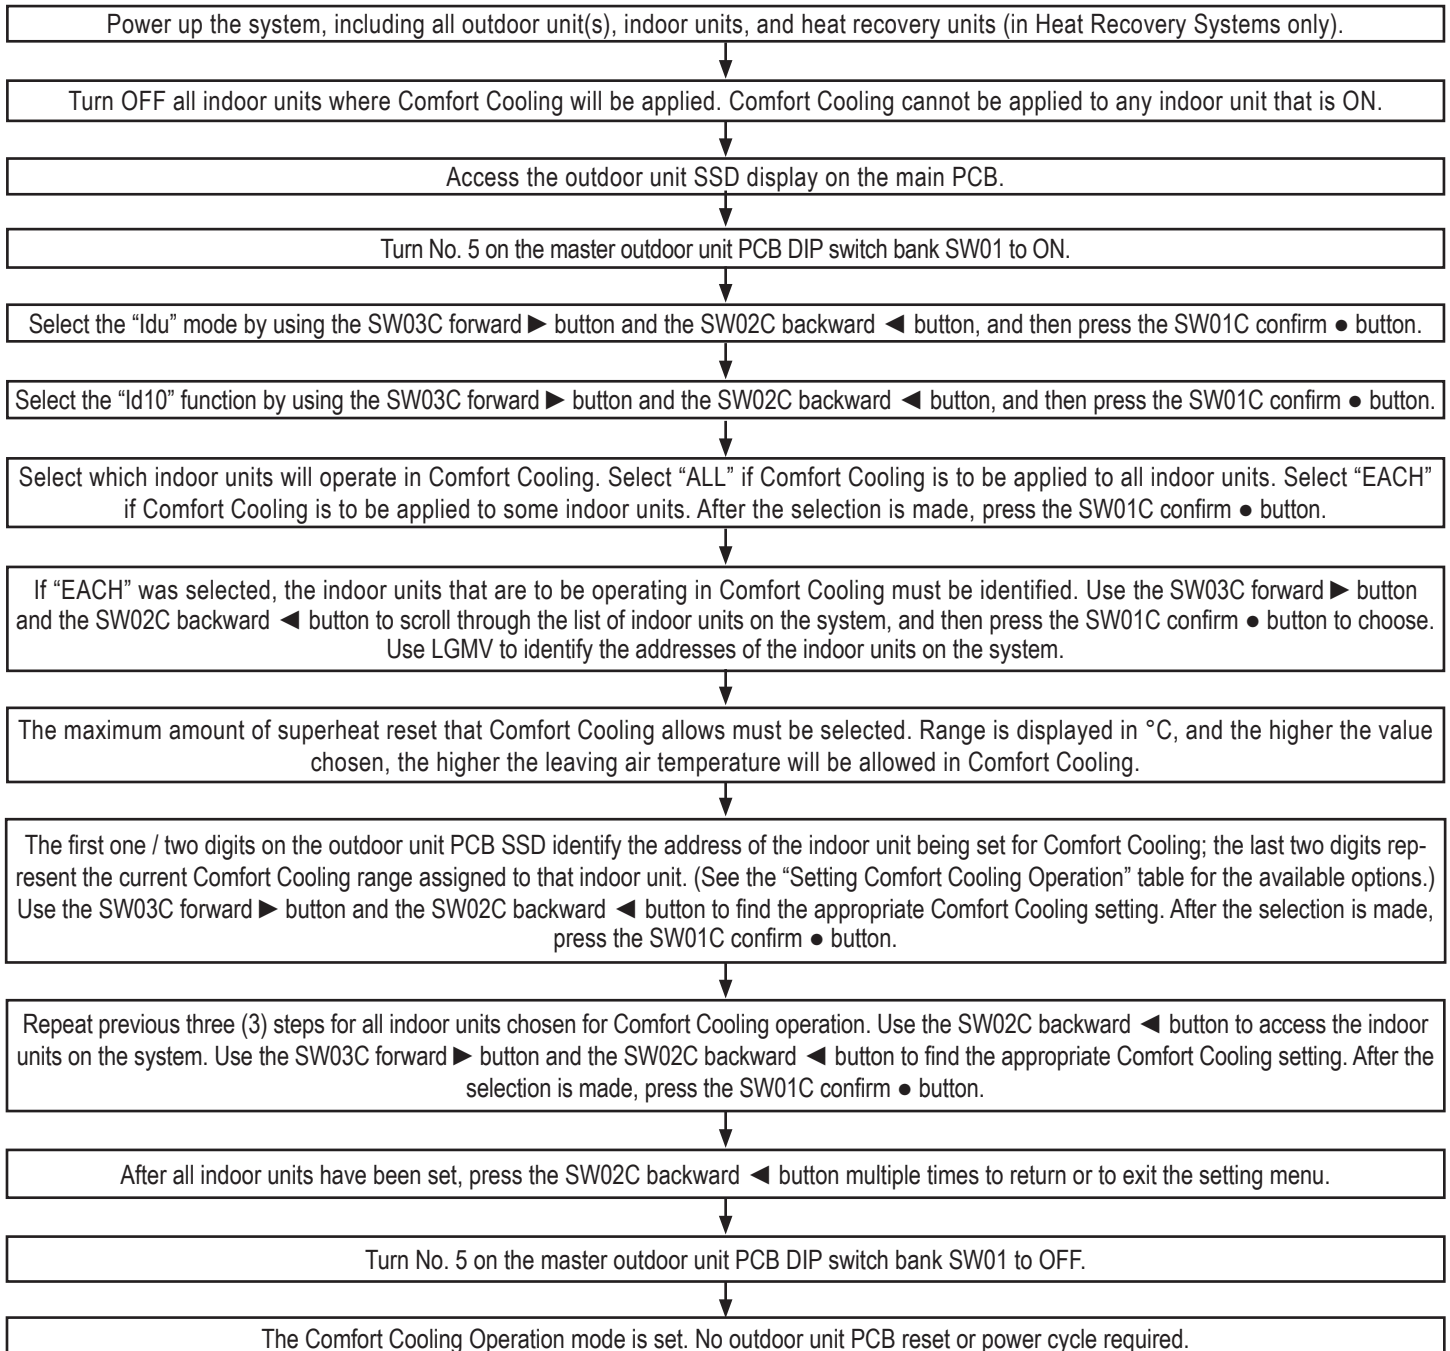 Power up the system, including all outdoor unit(s), indoor units, and heat recovery units (in Heat Recovery Systems only).
Turn OFF all indoor units where Comfort Cooling will be applied. Comfort Cooling cannot be applied to any indoor unit that is ON.
Access the outdoor unit SSD display on the main PCB.
Turn No. 5 on the master outdoor unit PCB DIP switch bank SW01 to ON.
Select the “Idu” mode by using the SW03C forward ► button and the SW02C backward ◄ button, and then press the SW01C confirm ● button.
Select the “Id10” function by using the SW03C forward ► button and the SW02C backward ◄ button, and then press the SW01C confirm ● button.
Select which indoor units will operate in Comfort Cooling. Select “ALL” if Comfort Cooling is to be applied to all indoor units. Select “EACH”
if Comfort Cooling is to be applied to some indoor units. After the selection is made, press the SW01C confirm ● button.
If “EACH” was selected, the indoor units that are to be operating in Comfort Cooling must be identified. Use the SW03C forward ► button
and the SW02C backward ◄ button to scroll through the list of indoor units on the system, and then press the SW01C confirm ● button to choose.
Use LGMV to identify the addresses of the indoor units on the system.
The maximum amount of superheat reset that Comfort Cooling allows must be selected. Range is displayed in °C, and the higher the value
chosen, the higher the leaving air temperature will be allowed in Comfort Cooling.
The first one / two digits on the outdoor unit PCB SSD identify the address of the indoor unit being set for Comfort Cooling; the last two digits rep-
resent the current Comfort Cooling range assigned to that indoor unit. (See the “Setting Comfort Cooling Operation” table for the available options.)
Use the SW03C forward ► button and the SW02C backward ◄ button to find the appropriate Comfort Cooling setting. After the selection is made,
press the SW01C confirm ● button.
Repeat previous three (3) steps for all indoor units chosen for Comfort Cooling operation. Use the SW02C backward ◄ button to access the indoor
units on the system. Use the SW03C forward ► button and the SW02C backward ◄ button to find the appropriate Comfort Cooling setting. After the
selection is made, press the SW01C confirm ● button.
After all indoor units have been set, press the SW02C backward ◄ button multiple times to return or to exit the setting menu.
Turn No. 5 on the master outdoor unit PCB DIP switch bank SW01 to OFF.
The Comfort Cooling Operation mode is set. No outdoor unit PCB reset or power cycle required.